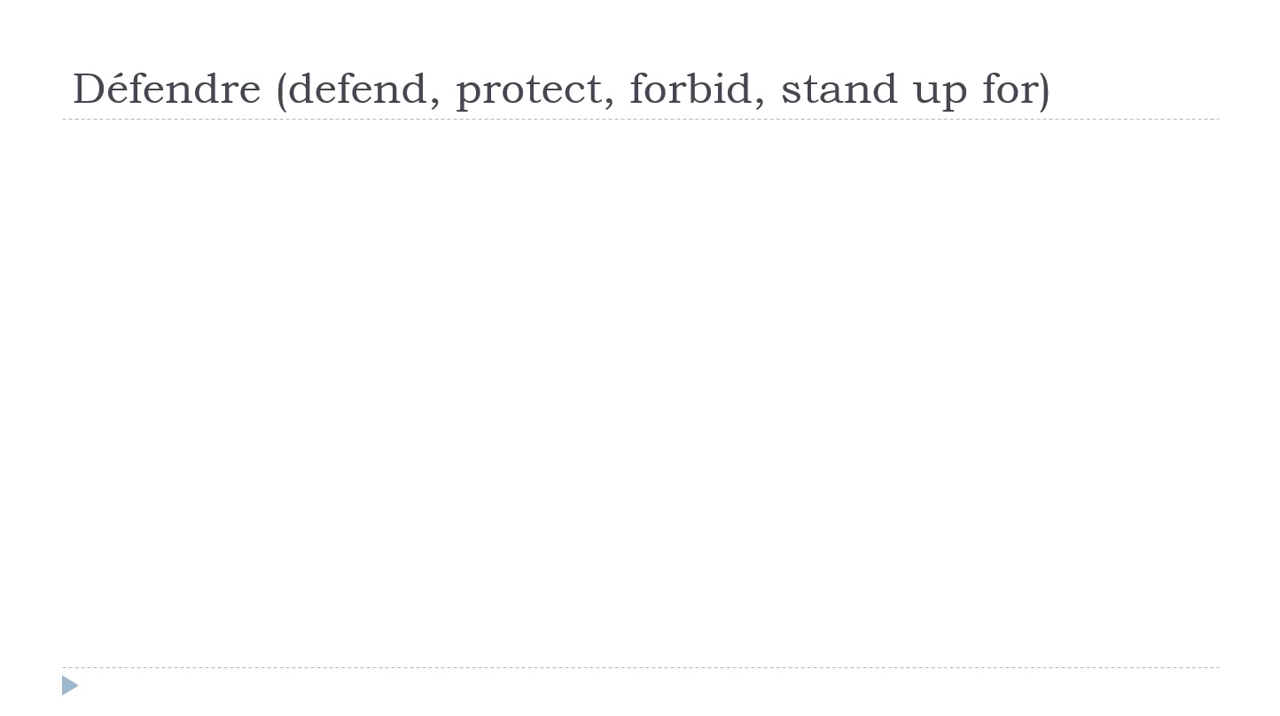 Défendre (defend, protect, forbid, stand up for)